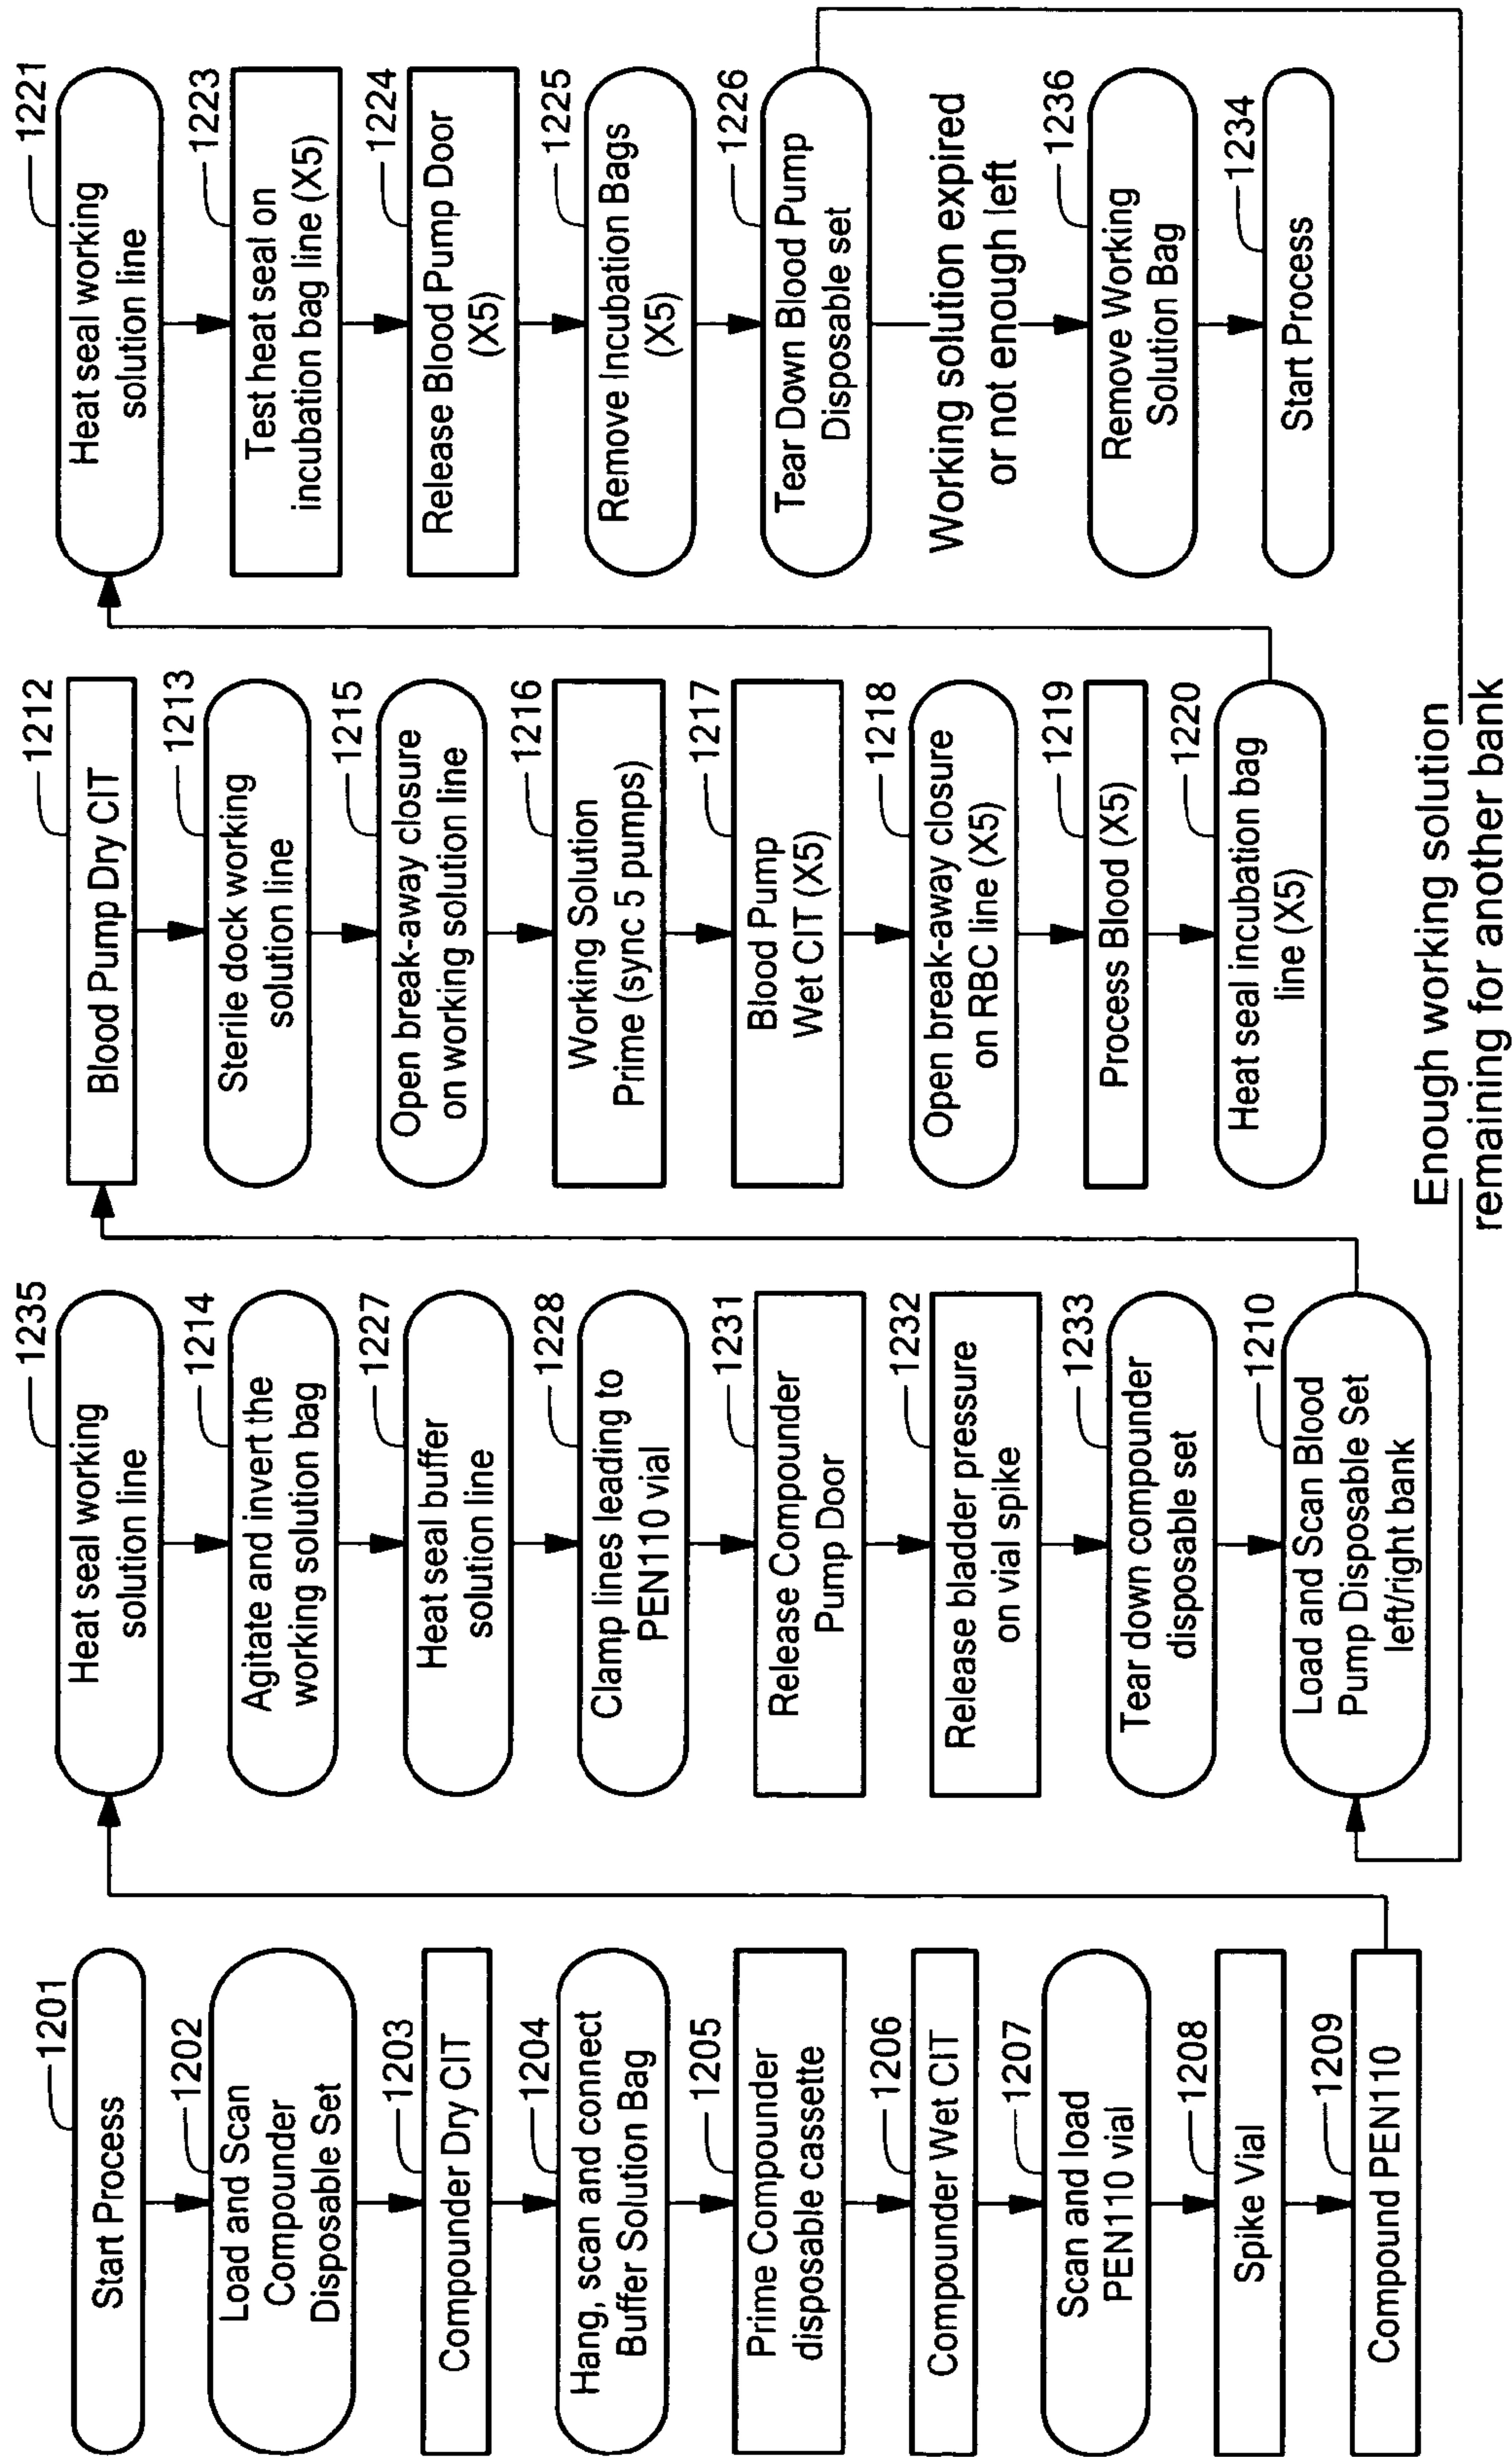 1201
Start Process
1202
Load and Scan
Compounder
Disposable Set
1203
Compounder Dry CIT
1204
Hang, scan and connect
Buffer Solution Bag
1205
Prime Compounder
disposable cassette
1206
Compounder Wet CIT
1207
Scan and load
PEN110 vial
1208
Spike Vial
1209
Compound PEN110
1235
Heat seal working
solution line
1214
Agitate and invert the
working solution bag
1227
Heat seal buffer
solution line
1228
Clamp lines leading to
PEN110 vial
1231
Release Compounder
Pump Door
1232
Release bladder pressure
on vial spike
1233
Tear down compounder
disposable set
1210
Load and Scan Blood
Pump Disposable Set
left/right bank
1212
Blood Pump Dry CIT
1213
Sterile dock working
solution line
1215
Open break-away closure
on working solution line
1216
Working Solution
Prime (sync 5 pumps)
1217
Blood Pump
Wet CIT (X5)
1218
Open break-away closure
on RBC line (X5)
1219
Process Blood (X5)
1220
Heat seal incubation bag
line (X5)
1221
Heat seal working
solution line
1223
Test heat seal on
incubation bag line (X5)
1224
Release Blood Pump Door
(X5)
1225
Remove Incubation Bags
(X5)
1226
Tear Down Blood Pump
Disposable set
Working solution expired
or not enough left
1236
Remove Working
Solution Bag
1234
Start Process
Enough working solution
remaining for another bank